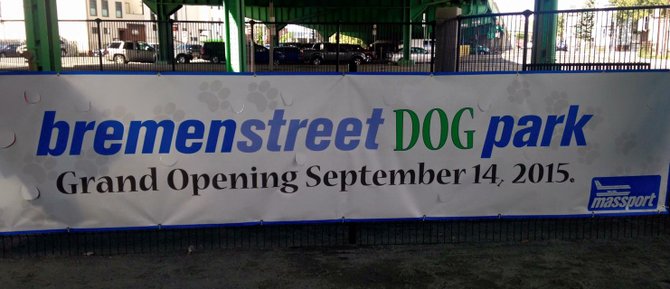 bremenstreet DOG park
Grand Opening September 14, 2015.
massport